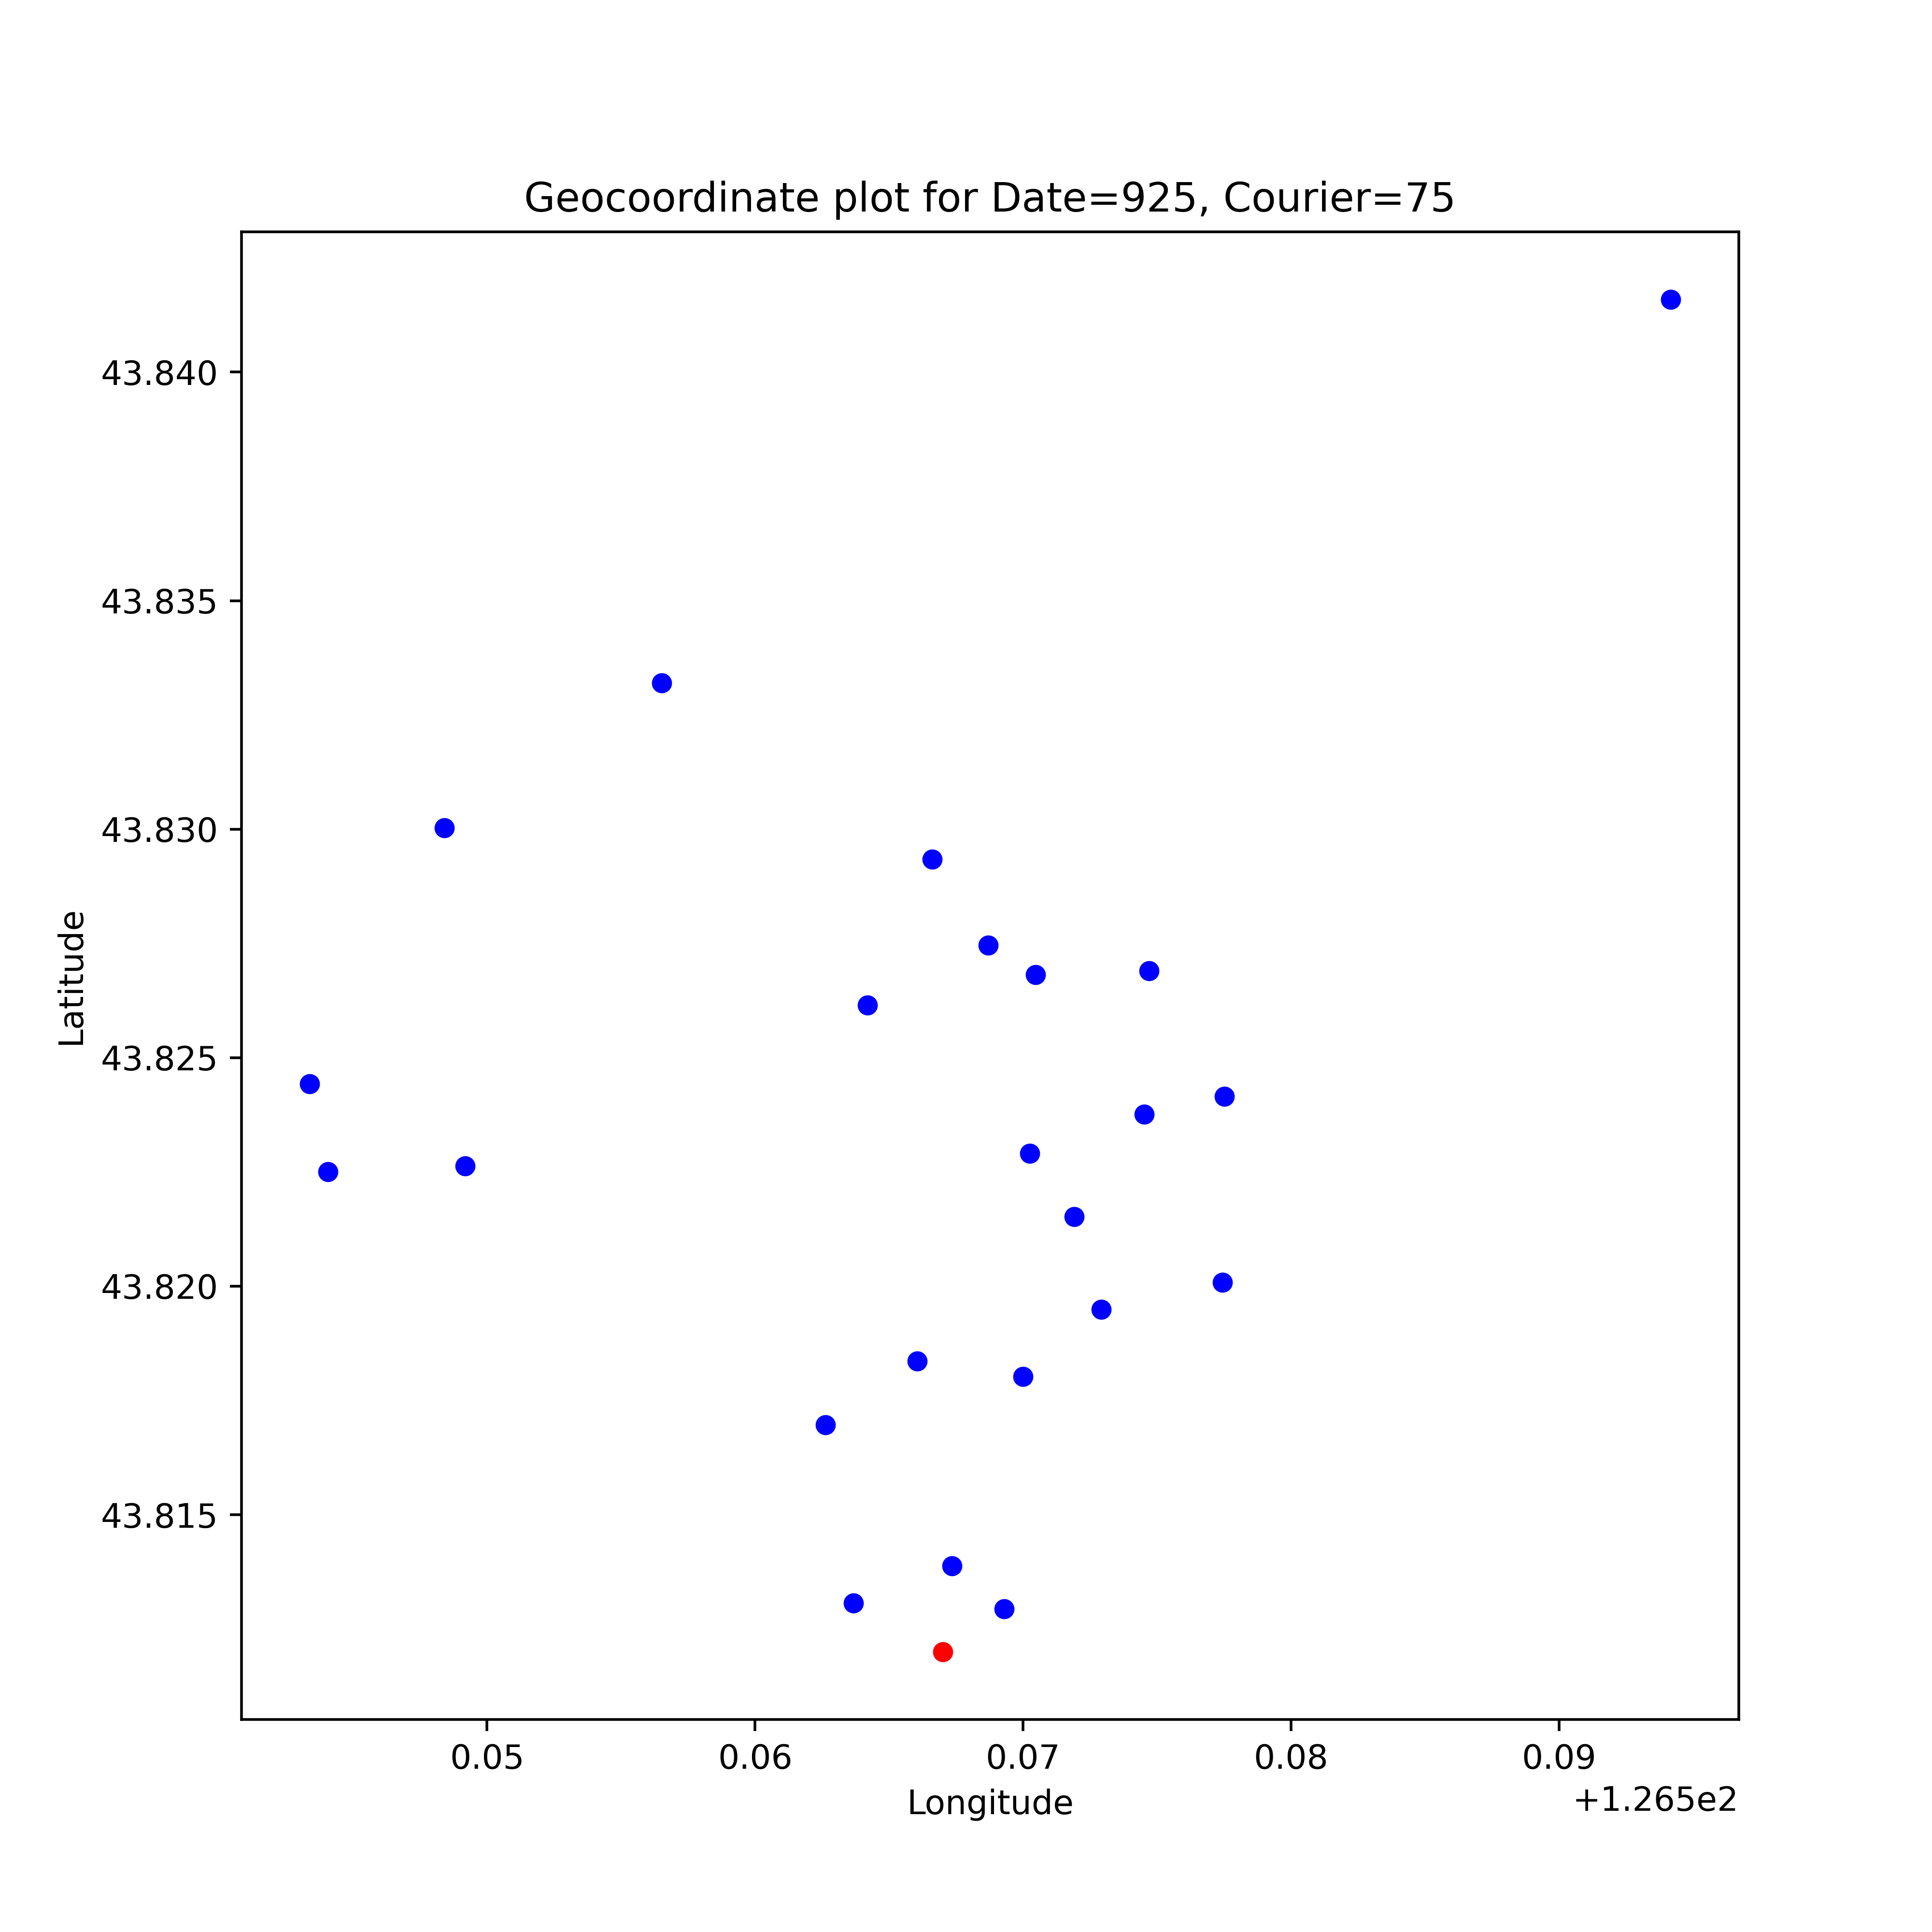 Geocoordinate plot for Date=925, Courier=75
43.840
43.835
43.830
43.825
43.820
43.815
Latitude
0.05 0.06 0.07 0.08 0.09
+1.265e2
Longitude